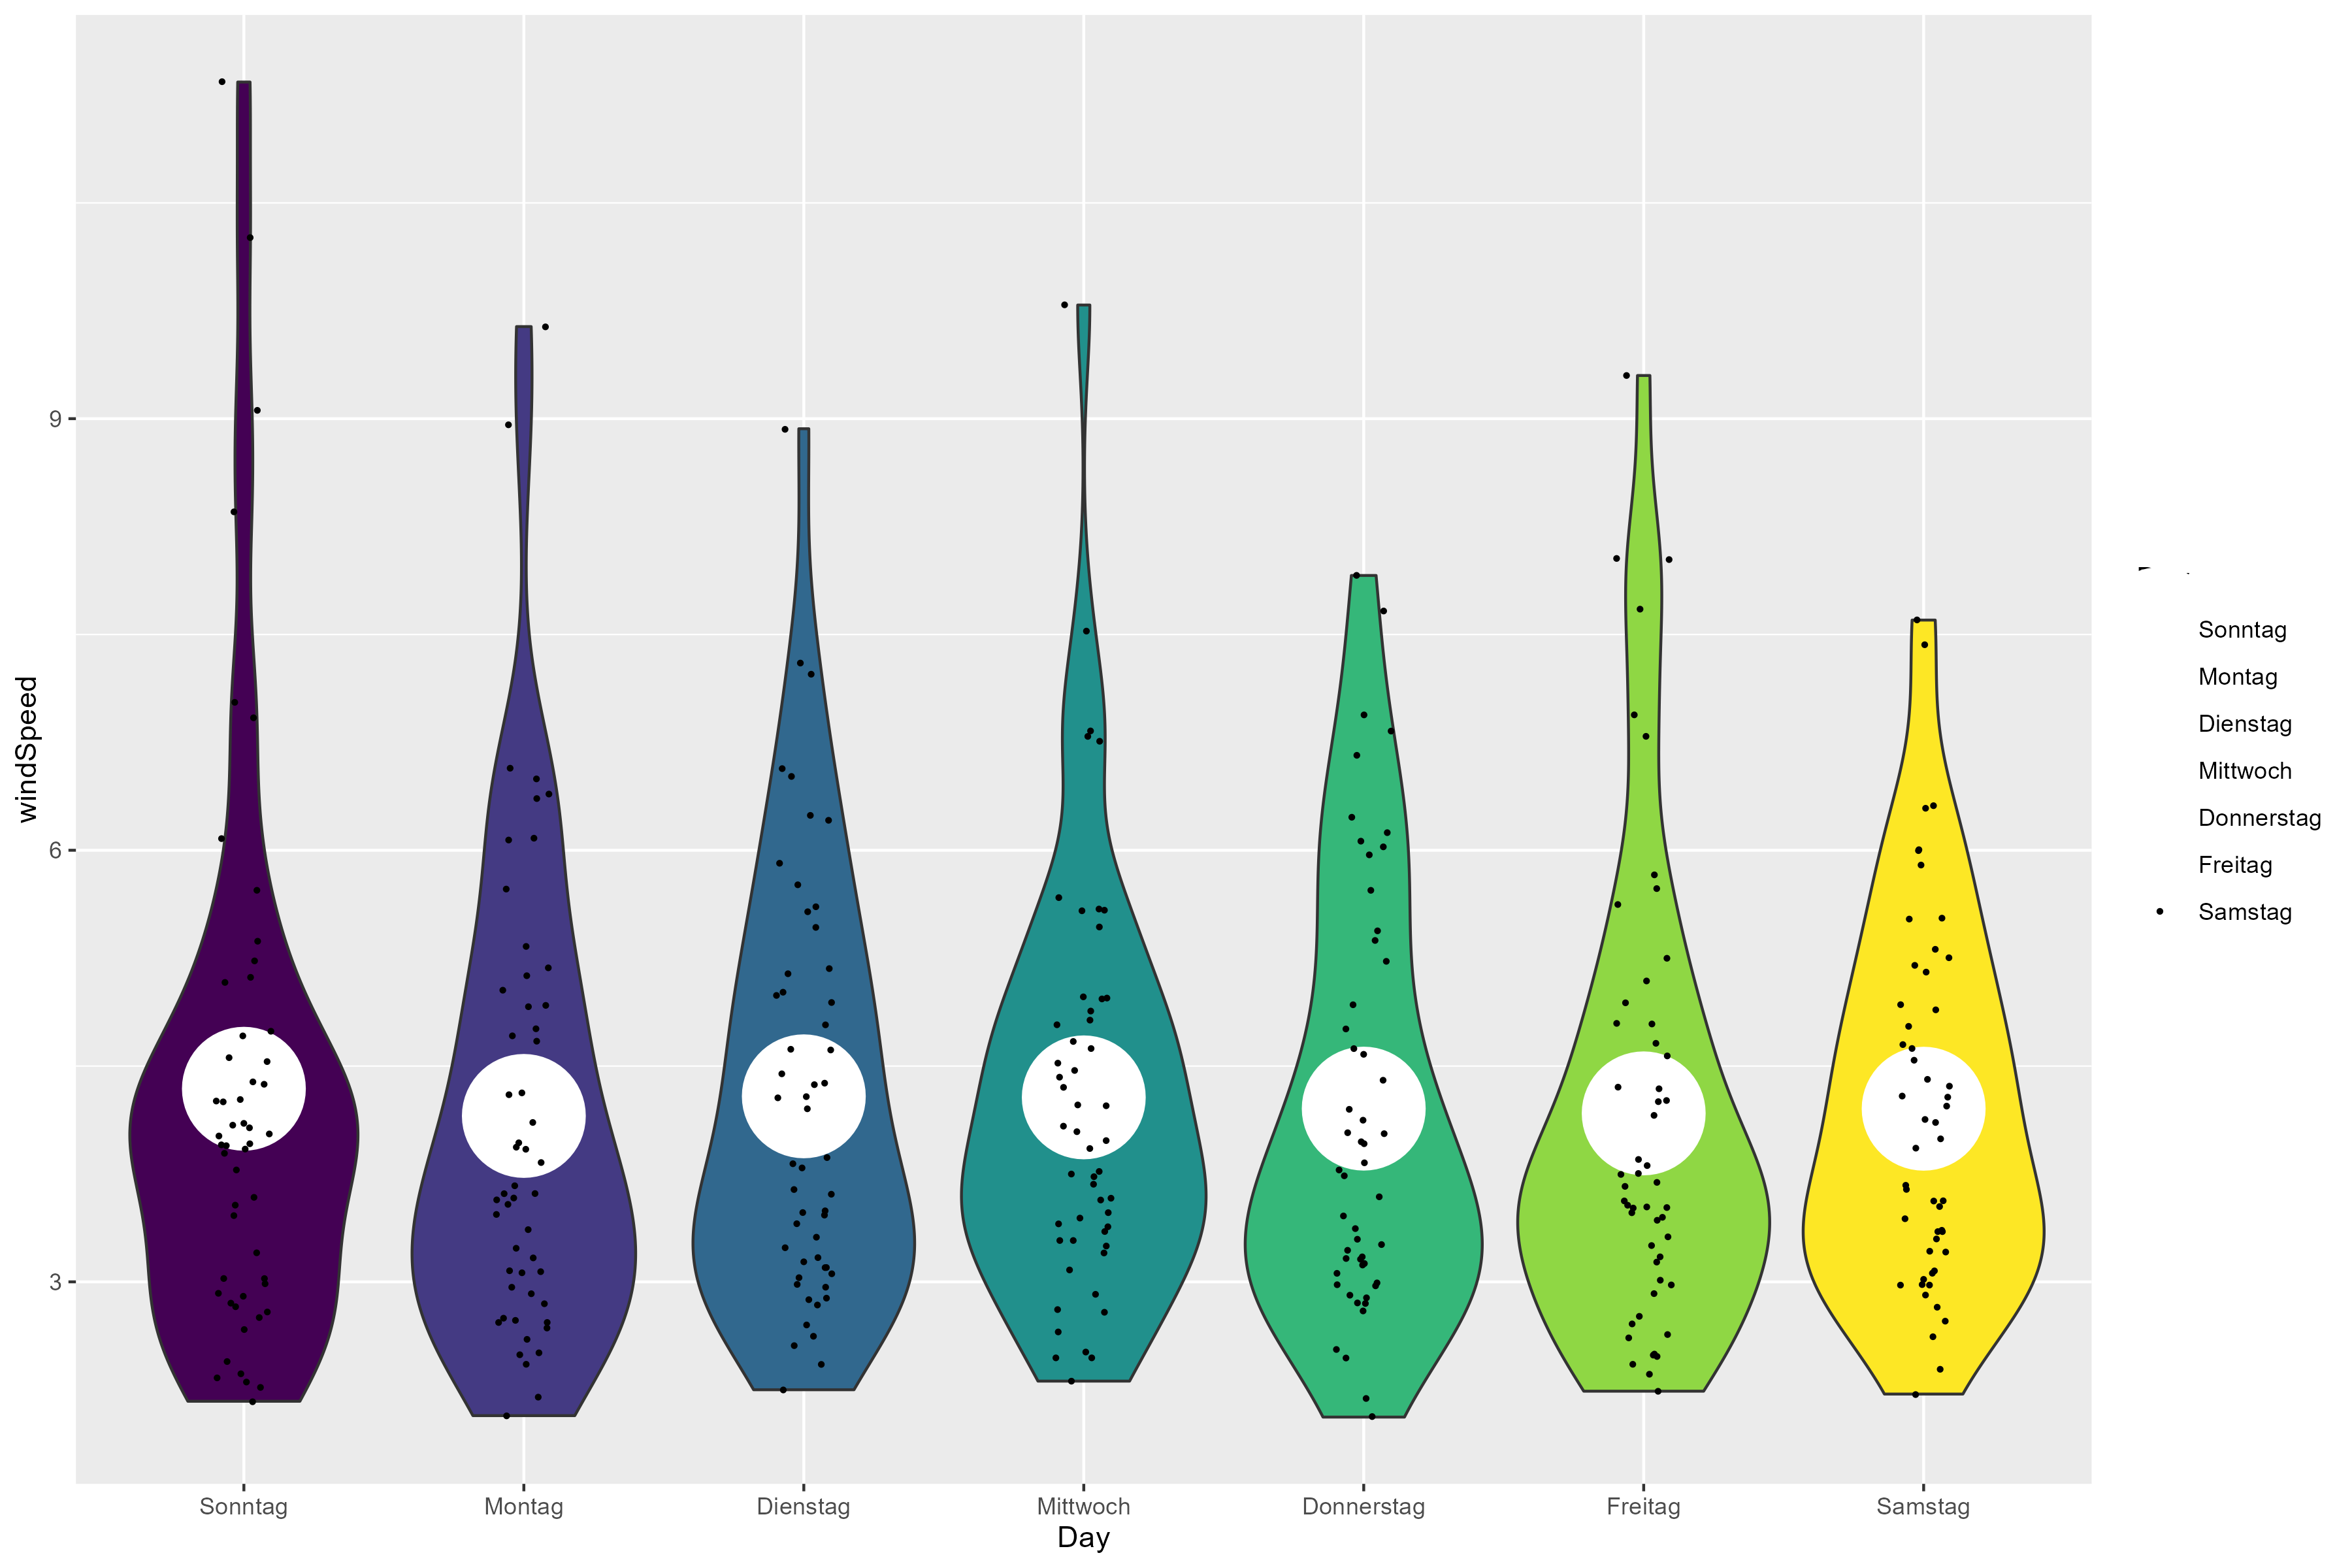 windSpeed
9
6
3
Sonntag
Montag
Dienstag
Mittwoch
Donnerstag
Freitag
Samstag
Day
Sonntag
Montag
Dienstag
Mittwoch
Donnerstag
Freitag
Samstag